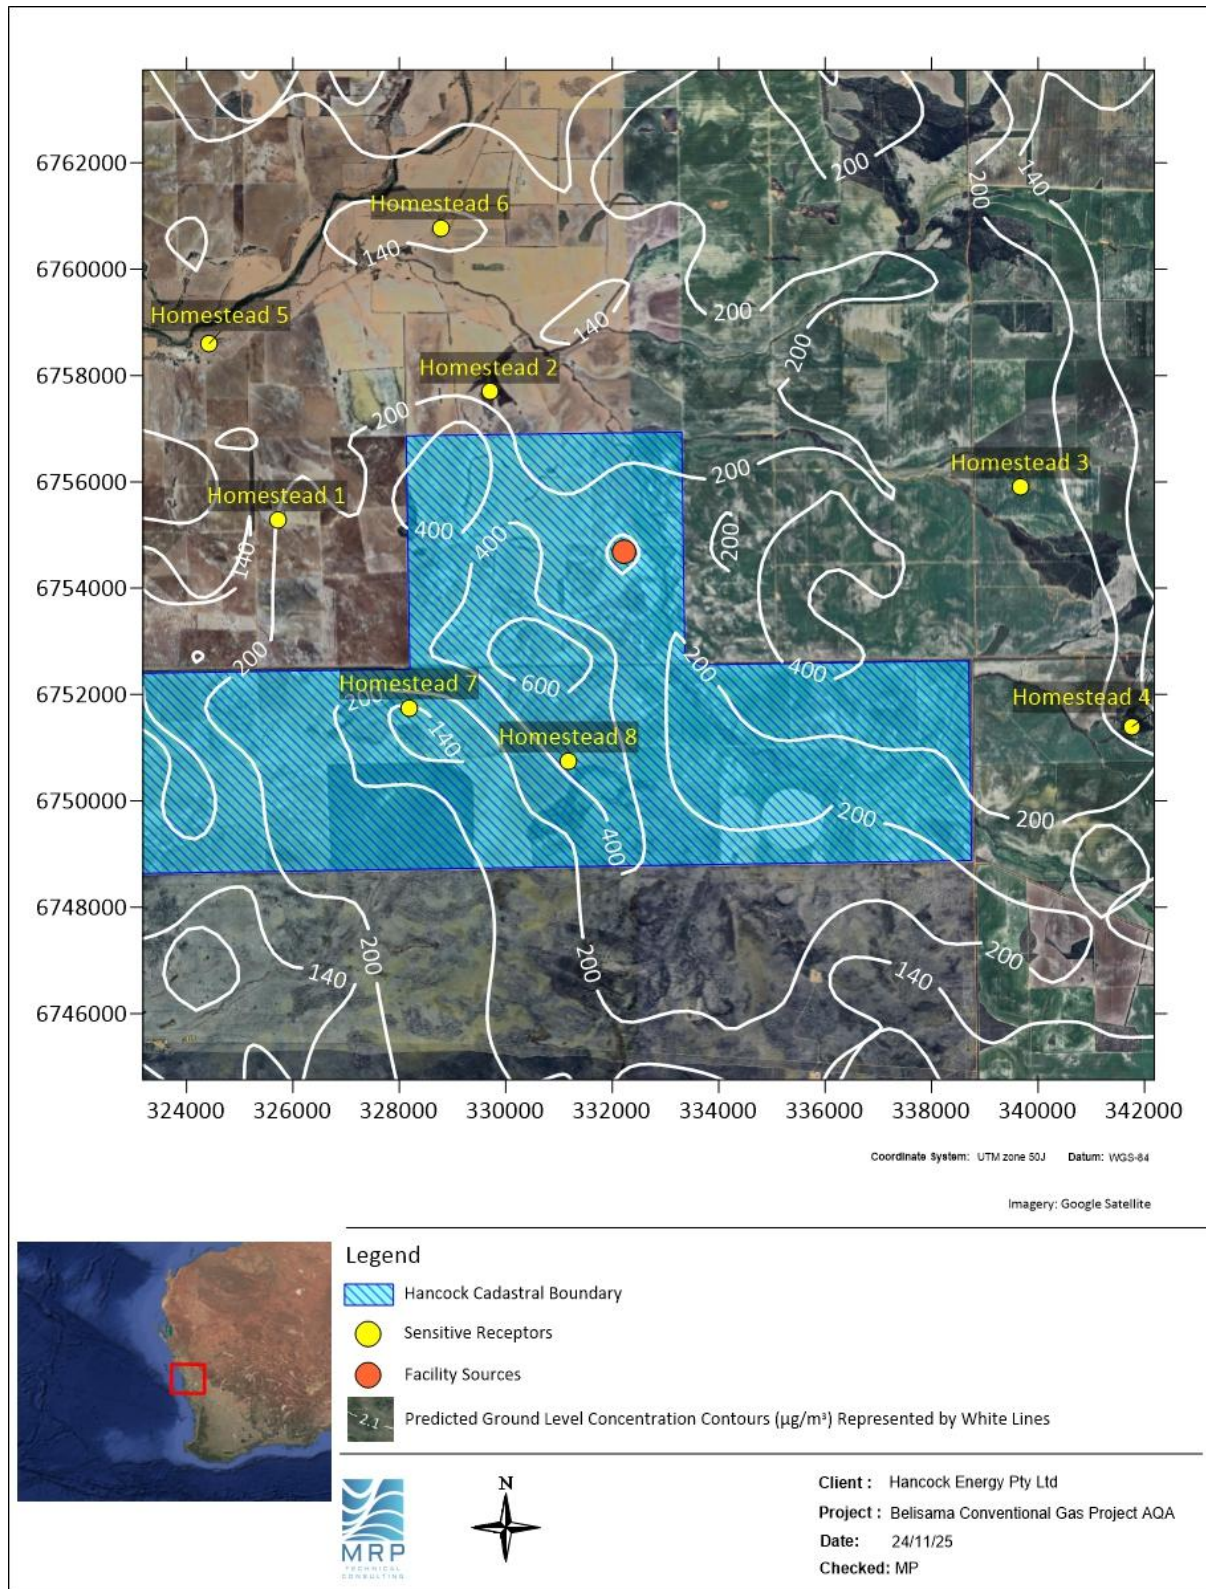 6762000
6760000
6758000
6756000
6754000
6752000
6750000
6748000
6746000
324000 326000 328000 330000 332000 334000 336000 338000 340000 342000
200
200
140
Homestead 6
140
200
140
Homestead 5
200
Homestead 2
200
200
Homestead 3
Homestead 1
400
400
200
140
200
200
400
600
Homestead 7
200
140
Homestead 4
Homestead 8
200
200
400
200
200
140
200
140
Coordinate System: UTM zone 50J Datum: WGS-84
Imagery: Google Satellite
Legend
Hancock Cadastral Boundary
Sensitive Receptors
Facility Sources
2.1
Predicted Ground Level Concentration Contours (µg/m³) Represented by White Lines
MRP
TECHNICAL
CONSULTING
N
Client : Hancock Energy Pty Ltd
Project : Belisama Conventional Gas Project AQA
Date: 24/11/25
Checked: MP